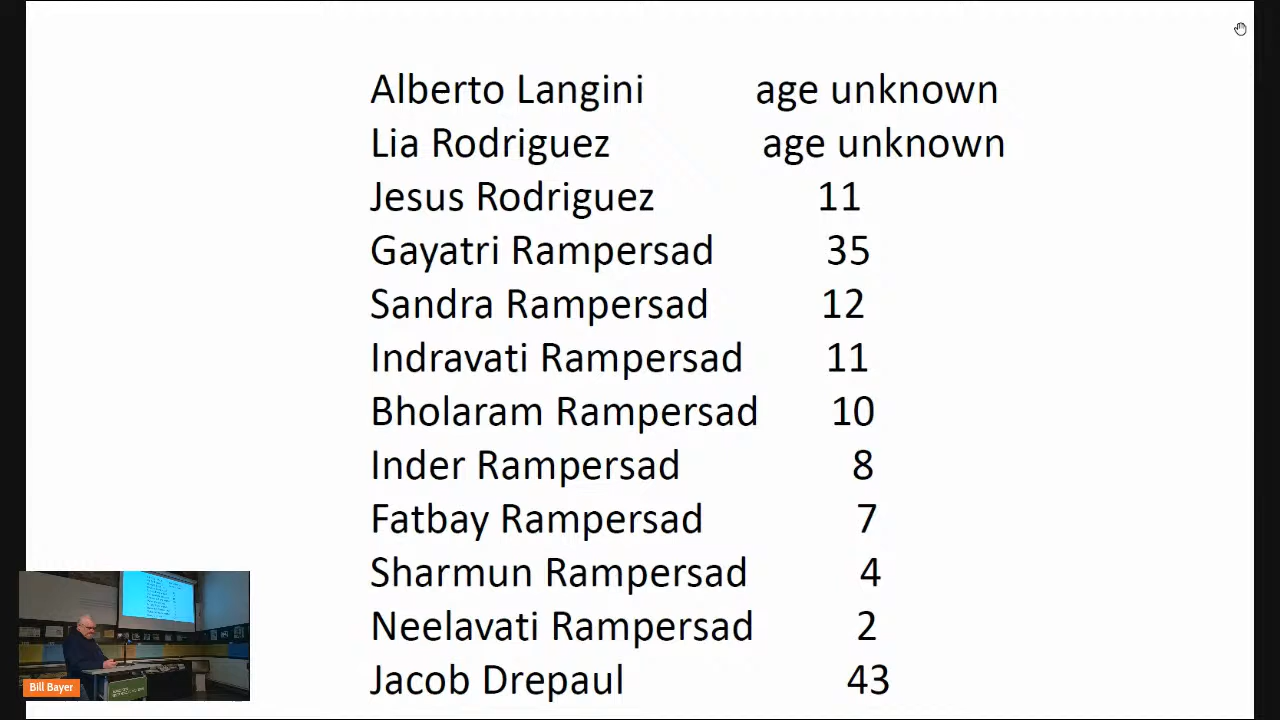 Alberto Langini age unknown
Lia Rodriguez age unknown
Jesus Rodriguez 11
Gayatri Rampersad 35
Sandra Rampersad 12
Indravati Rampersad 11
Bholaram Rampersad 10
Inder Rampersad 8
Fatbay Rampersad 7
Sharmun Rampersad 4
Neelavati Rampersad 2
Jacob Drepaul 43
Bill Bayer